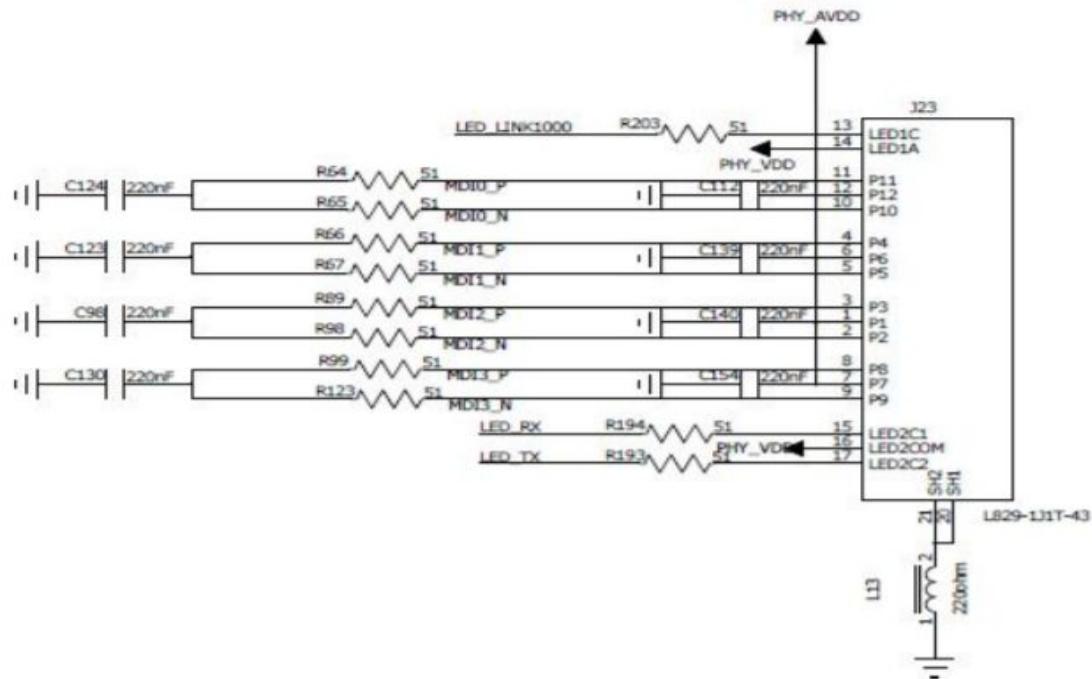 PHY_AVDD
J23
LED_LINK1000 R203 51 13 LED1C
14 LED1A
PHY_VDD
R64 51 11 P11
C124 220nF MDI0_P C112 220nF 12 P12
R65 51 10 P10
MDI0_N
R66 51 4 P4
C123 220nF MDI1_P C139 220nF 6 P6
R67 51 5 P5
MDI1_N
R89 51 3 P3
C98 220nF MDI2_P C140 220nF 1 P1
R98 51 2 P2
MDI2_N
R99 51 8 P8
C130 220nF MDI3_P C154 220nF 7 P7
R123 51 9 P9
MDI3_N
LED_RX R194 51 15 LED2C1
PHY_VDD 16 LED2COM
LED_TX R193 51 17 LED2C2
SH2 SH1
21 20 L829-1J1T-43
2
L13 220ohm
1